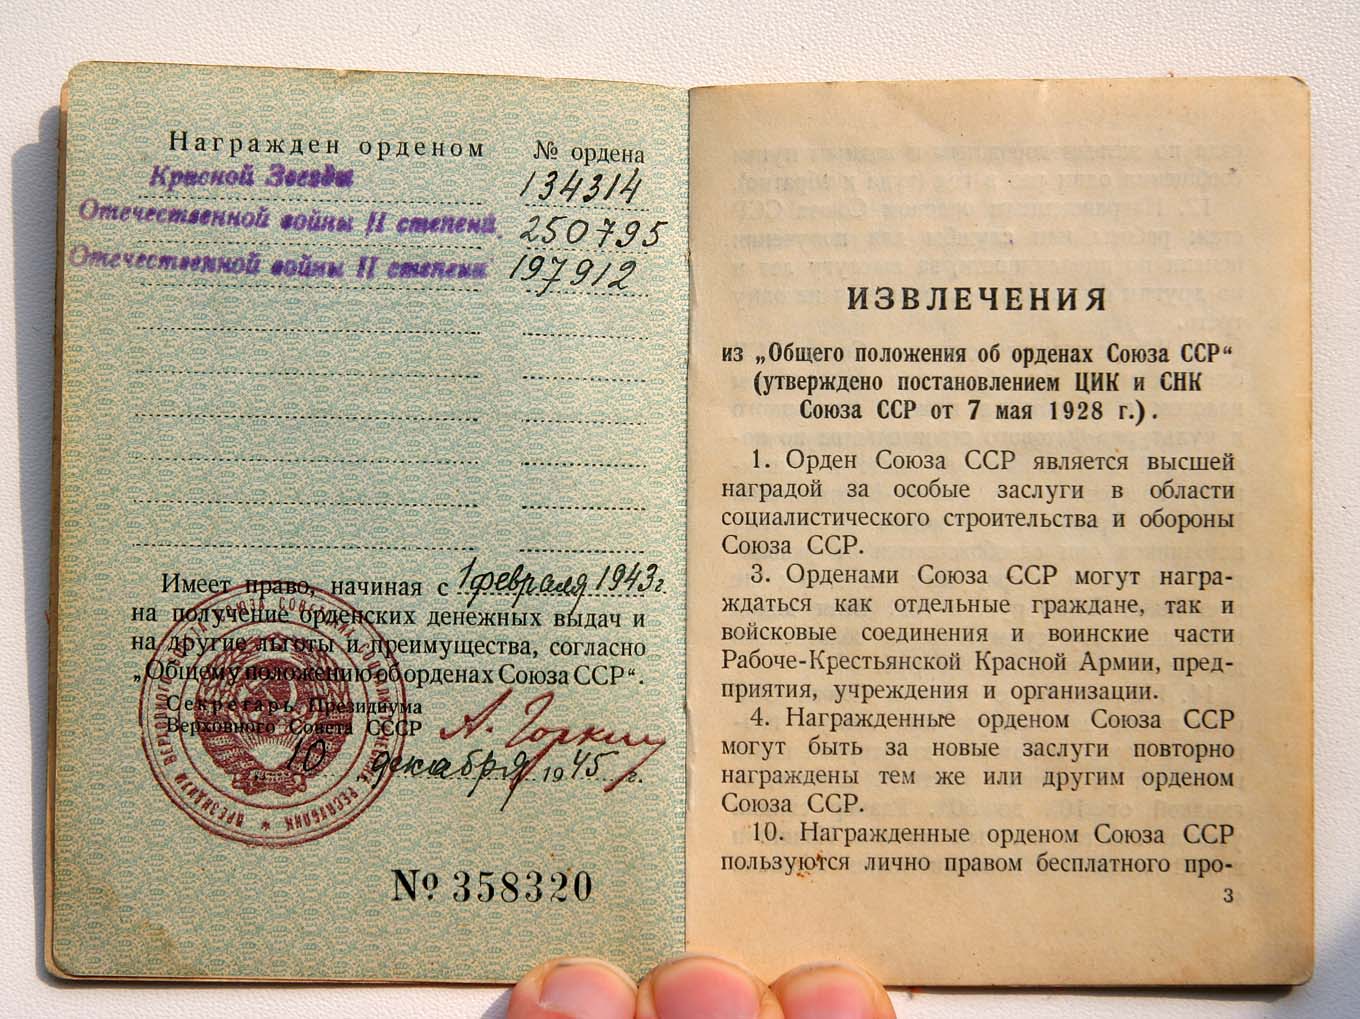 Награжден орденом № ордена
Красной Звезды 134314
Отечественной войны II степени. 250795
Отечественной войны II степени 197912
Имеет право, начиная с 1 февраля 1943 г.
на получение орденских денежных выдач и
на другие льготы и преимущества, согласно
„Общему положению об орденах Союза ССР“.
Секретарь Президиума
Верховного Совета СССР А. Горкин
10 декабря 1945 г.
№ 358320
ИЗВЛЕЧЕНИЯ
из „Общего положения об орденах Союза ССР“
(утверждено постановлением ЦИК и СНК
Союза ССР от 7 мая 1928 г.).
1. Орден Союза ССР является высшей
наградой за особые заслуги в области
социалистического строительства и обороны
Союза ССР.
3. Орденами Союза ССР могут награ-
ждаться как отдельные граждане, так и
войсковые соединения и воинские части
Рабоче-Крестьянской Красной Армии, пред-
приятия, учреждения и организации.
4. Награжденные орденом Союза ССР
могут быть за новые заслуги повторно
награждены тем же или другим орденом
Союза ССР.
10. Награжденные орденом Союза ССР
пользуются лично правом бесплатного про-
3